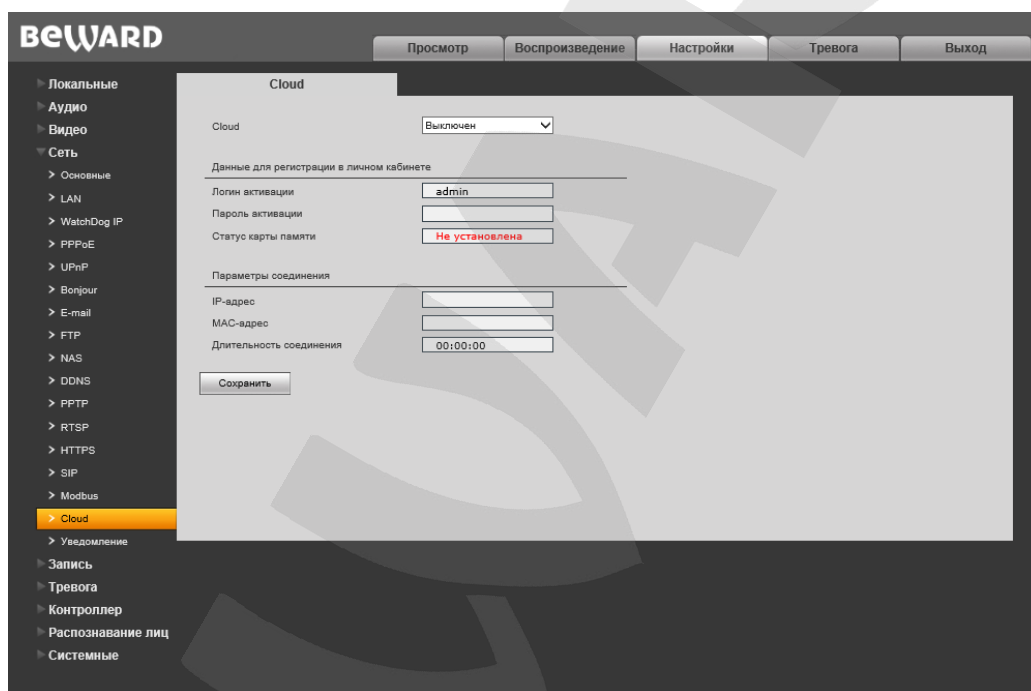 BEWARD
Просмотр
Воспроизведение
Настройки
Тревога
Выход
Локальные
Аудио
Видео
Сеть
> Основные
> LAN
> WatchDog IP
> PPPoE
> UPnP
> Bonjour
> E-mail
> FTP
> NAS
> DDNS
> PPTP
> RTSP
> HTTPS
> SIP
> Modbus
> Cloud
> Уведомление
Запись
Тревога
Контроллер
Распознавание лиц
Системные
Cloud
Cloud Выключен
Данные для регистрации в личном кабинете
Логин активации admin
Пароль активации
Статус карты памяти Не установлена
Параметры соединения
IP-адрес
MAC-адрес
Длительность соединения 00:00:00
Сохранить